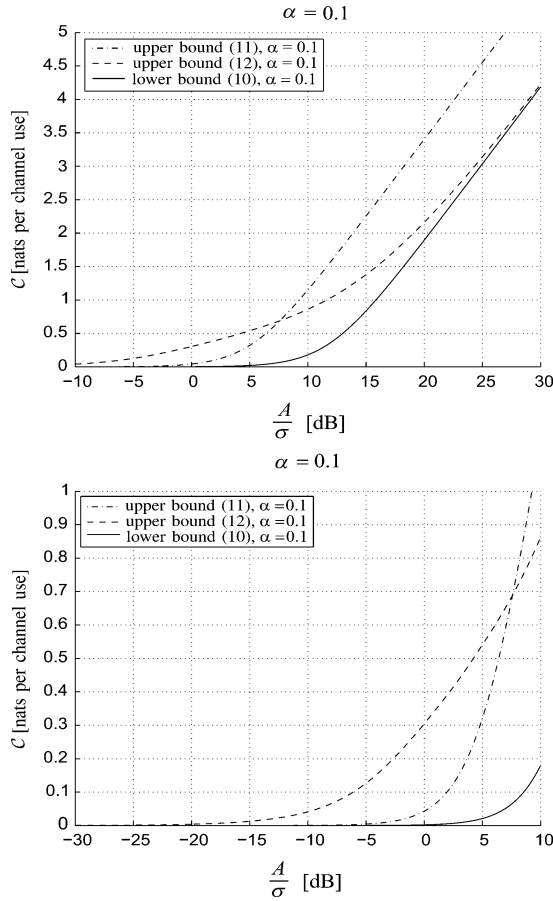 α = 0.1
5
4.5
4
3.5
3
2.5
2
1.5
1
0.5
0
C [nats per channel use]
upper bound (11), α = 0.1
upper bound (12), α = 0.1
lower bound (10), α = 0.1
−10 −5 0 5 10 15 20 25 30
A/σ [dB]
α = 0.1
1
0.9
0.8
0.7
0.6
0.5
0.4
0.3
0.2
0.1
0
C [nats per channel use]
upper bound (11), α =0.1
upper bound (12), α =0.1
lower bound (10), α =0.1
−30 −25 −20 −15 −10 −5 0 5 10
A/σ [dB]